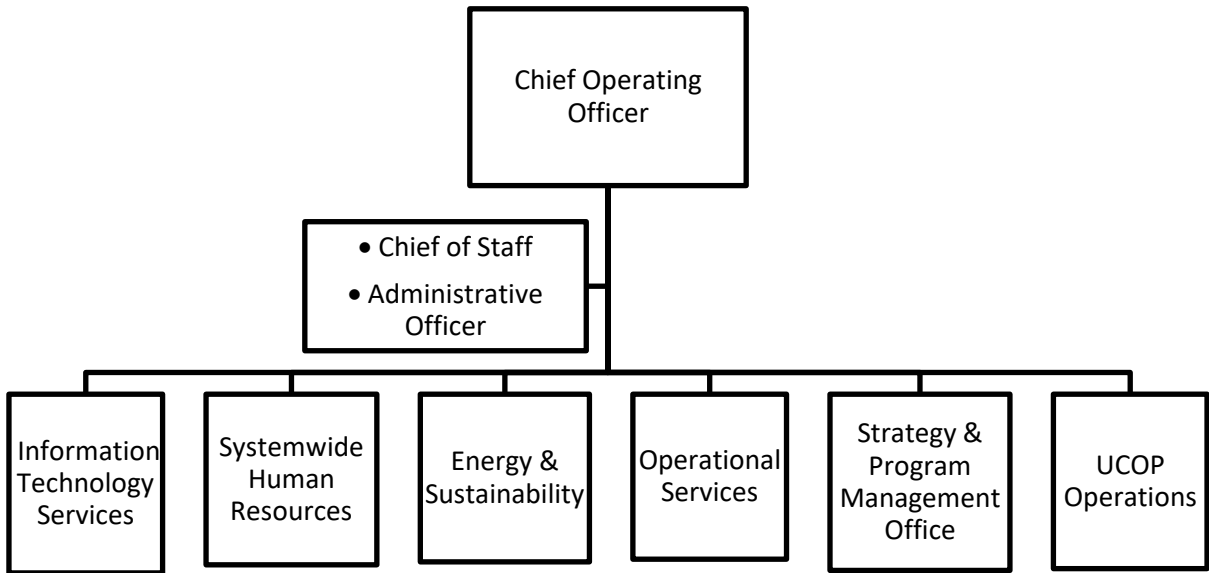 Chief Operating
Officer
• Chief of Staff
• Administrative
Officer
Information
Technology
Services
Systemwide
Human
Resources
Energy &
Sustainability
Operational
Services
Strategy &
Program
Management
Office
UCOP
Operations